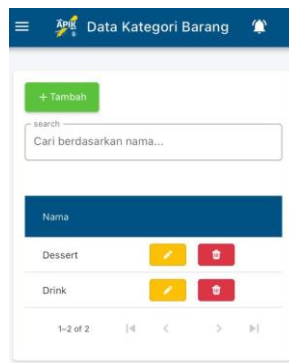 APIK
Data Kategori Barang
+ Tambah
search
Cari berdasarkan nama...
Nama
Dessert
Drink
1-2 of 2